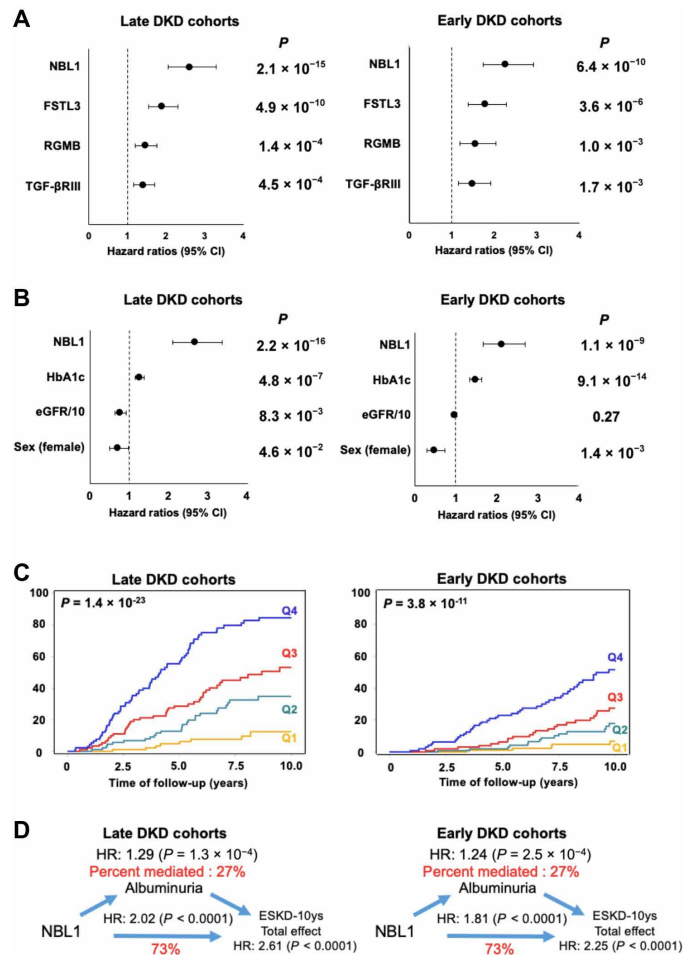 A
Late DKD cohorts
P
NBL1
2.1 × 10⁻¹⁵
FSTL3
4.9 × 10⁻¹⁰
RGMB
1.4 × 10⁻⁴
TGF-βRIII
4.5 × 10⁻⁴
0 1 2 3 4
Hazard ratios (95% CI)
Early DKD cohorts
P
NBL1
6.4 × 10⁻¹⁰
FSTL3
3.6 × 10⁻⁶
RGMB
1.0 × 10⁻³
TGF-βRIII
1.7 × 10⁻³
0 1 2 3 4
Hazard ratios (95% CI)
B
Late DKD cohorts
P
NBL1
2.2 × 10⁻¹⁶
HbA1c
4.8 × 10⁻⁷
eGFR/10
8.3 × 10⁻³
Sex (female)
4.6 × 10⁻²
0 1 2 3 4
Hazard ratios (95% CI)
Early DKD cohorts
P
NBL1
1.1 × 10⁻⁹
HbA1c
9.1 × 10⁻¹⁴
eGFR/10
0.27
Sex (female)
1.4 × 10⁻³
0 1 2 3 4
Hazard ratios (95% CI)
C
Late DKD cohorts
P = 1.4 × 10⁻²³
100
80
60
40
20
0
Q4
Q3
Q2
Q1
0 2.5 5.0 7.5 10.0
Time of follow-up (years)
Early DKD cohorts
P = 3.8 × 10⁻¹¹
100
80
60
40
20
0
Q4
Q3
Q2
Q1
0 2.5 5.0 7.5 10.0
Time of follow-up (years)
D
Late DKD cohorts
HR: 1.29 (P = 1.3 × 10⁻⁴)
Percent mediated : 27%
Albuminuria
HR: 2.02 (P < 0.0001)
NBL1
73%
ESKD-10ys
Total effect
HR: 2.61 (P < 0.0001)
Early DKD cohorts
HR: 1.24 (P = 2.5 × 10⁻⁴)
Percent mediated : 27%
Albuminuria
HR: 1.81 (P < 0.0001)
NBL1
73%
ESKD-10ys
Total effect
HR: 2.25 (P < 0.0001)